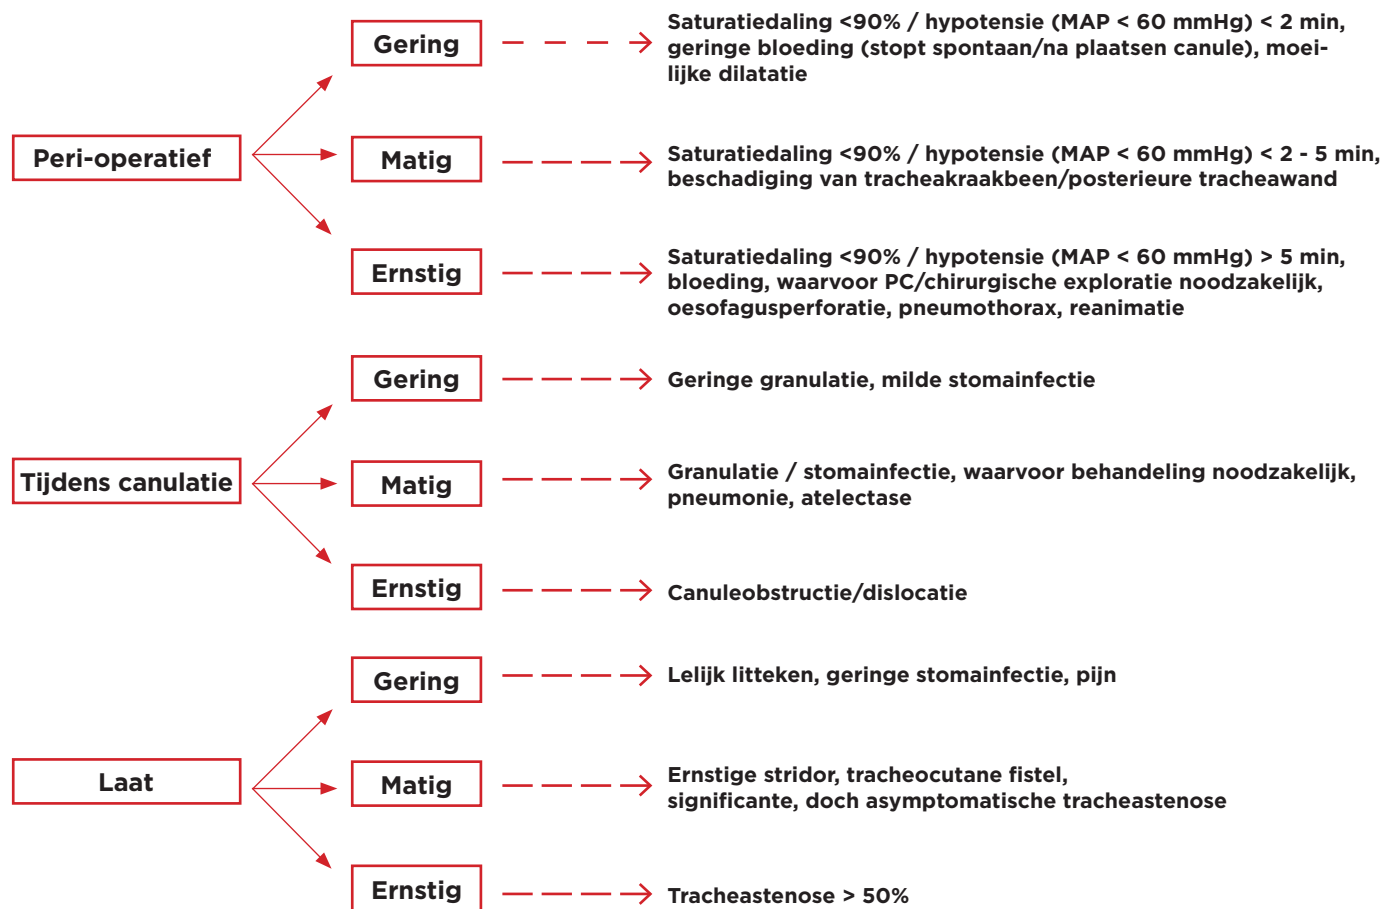 Gering
Saturatiedaling <90% / hypotensie (MAP < 60 mmHg) < 2 min,
geringe bloeding (stopt spontaan/na plaatsen canule), moei-
lijke dilatatie
Peri-operatief
Matig
Saturatiedaling <90% / hypotensie (MAP < 60 mmHg) < 2 - 5 min,
beschadiging van tracheakraakbeen/posterieure tracheawand
Ernstig
Saturatiedaling <90% / hypotensie (MAP < 60 mmHg) > 5 min,
bloeding, waarvoor PC/chirurgische exploratie noodzakelijk,
oesofagusperforatie, pneumothorax, reanimatie
Gering
Geringe granulatie, milde stomainfectie
Tijdens canulatie
Matig
Granulatie / stomainfectie, waarvoor behandeling noodzakelijk,
pneumonie, atelectase
Ernstig
Canuleobstructie/dislocatie
Gering
Lelijk litteken, geringe stomainfectie, pijn
Laat
Matig
Ernstige stridor, tracheocutane fistel,
significante, doch asymptomatische tracheastenose
Ernstig
Tracheastenose > 50%